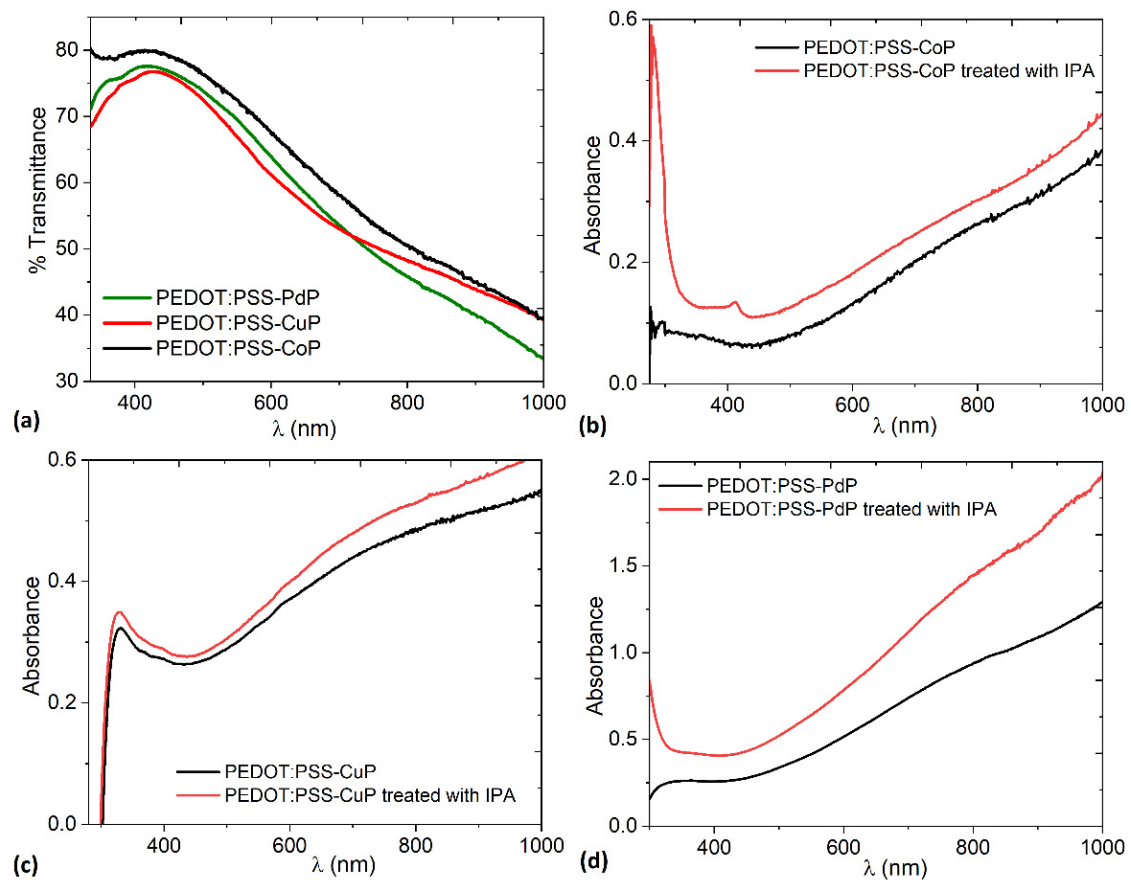 80
70
60
50
40
30
% Transmittance
PEDOT:PSS-PdP
PEDOT:PSS-CuP
PEDOT:PSS-CoP
400
600
800
1000
λ (nm)
(a)
0.6
0.4
0.2
0.0
Absorbance
PEDOT:PSS-CoP
PEDOT:PSS-CoP treated with IPA
400
600
800
1000
λ (nm)
(b)
0.6
0.4
0.2
0.0
Absorbance
PEDOT:PSS-CuP
PEDOT:PSS-CuP treated with IPA
400
600
800
1000
λ (nm)
(c)
2.0
1.5
1.0
0.5
0.0
Absorbance
PEDOT:PSS-PdP
PEDOT:PSS-PdP treated with IPA
400
600
800
1000
λ (nm)
(d)